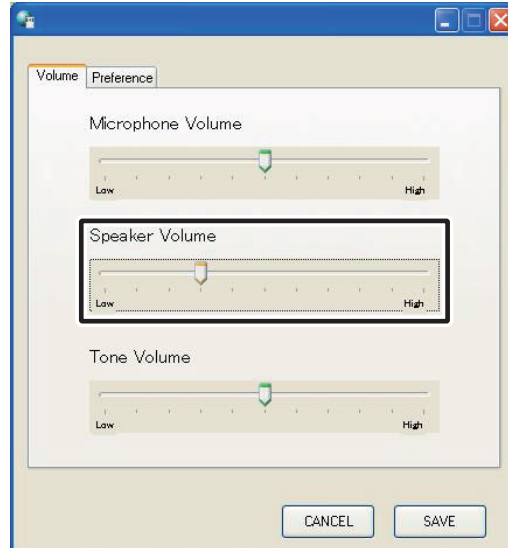 Volume Preference
Microphone Volume
Low High
Speaker Volume
Low High
Tone Volume
Low High
CANCEL SAVE